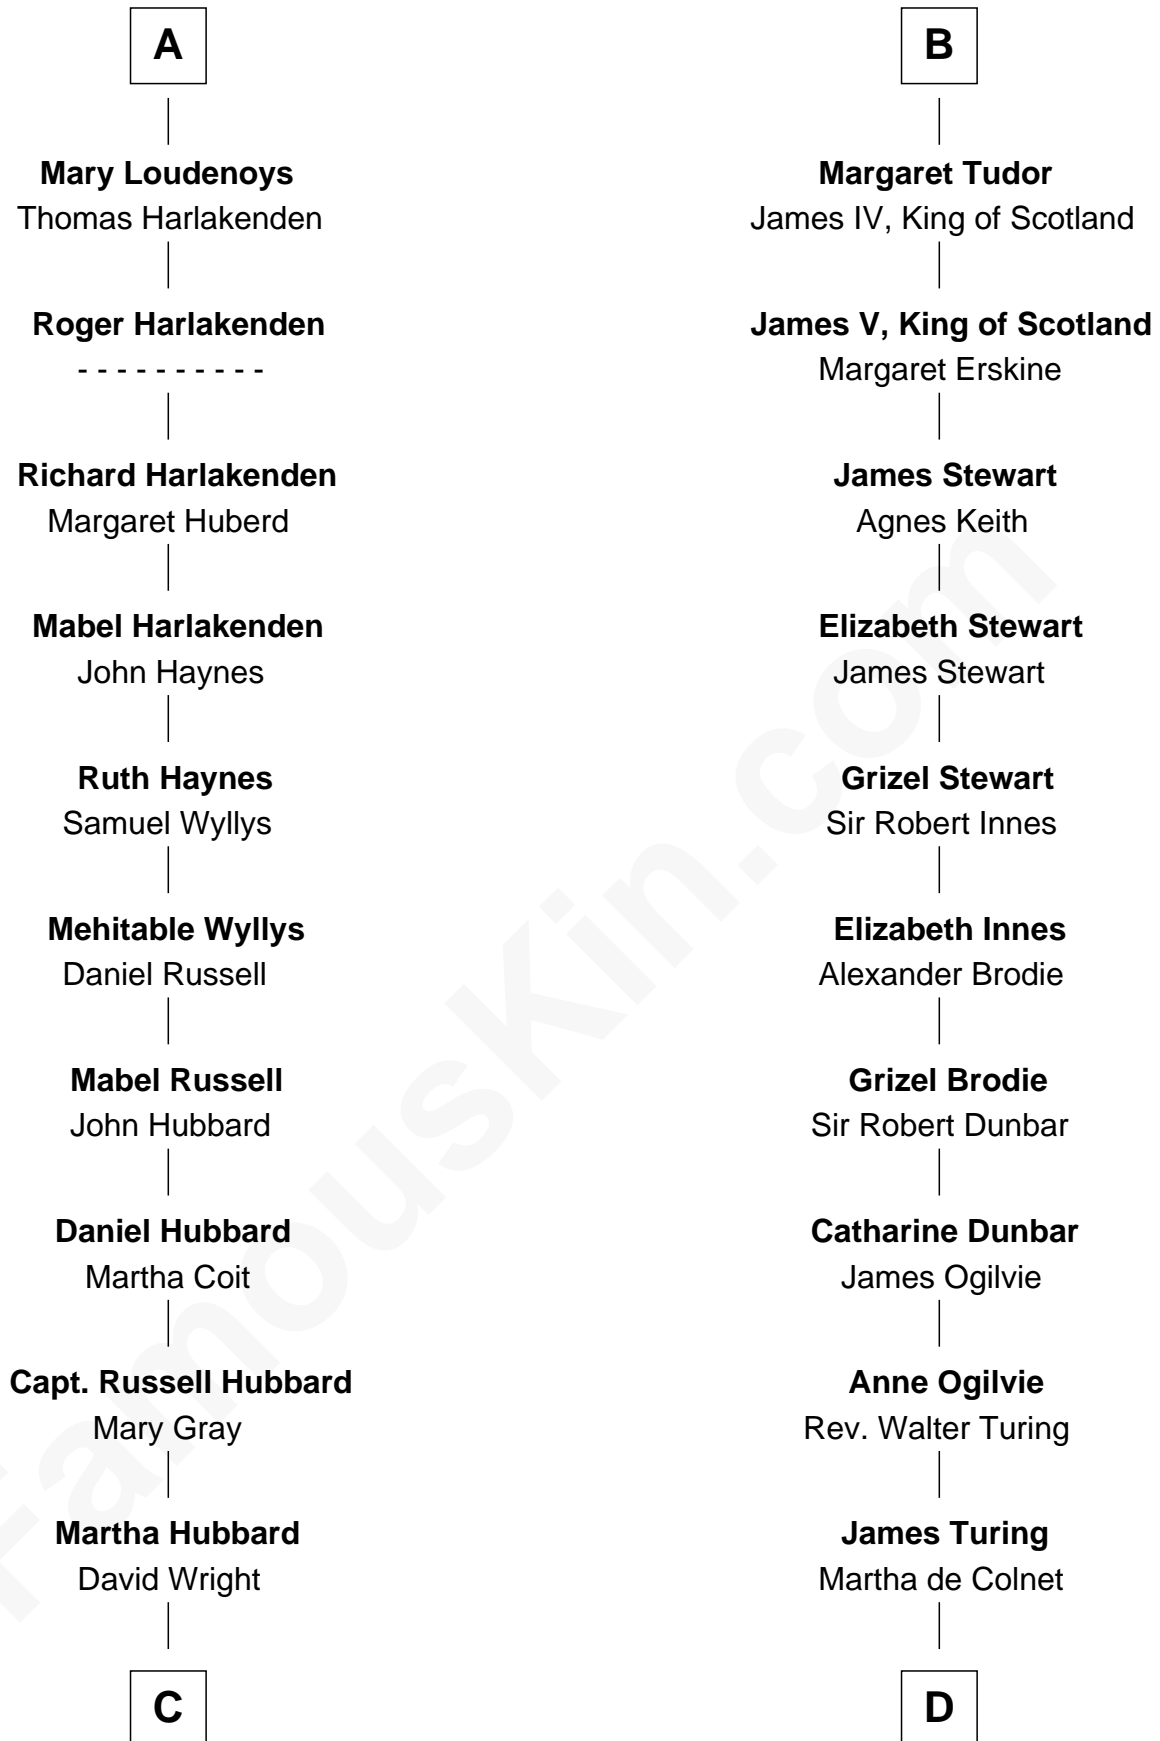 A
Mary Loudenoys
Thomas Harlakenden
Roger Harlakenden
- - - - - - - - - -
Richard Harlakenden
Margaret Huberd
Mabel Harlakenden
John Haynes
Ruth Haynes
Samuel Wyllys
Mehitable Wyllys
Daniel Russell
Mabel Russell
John Hubbard
Daniel Hubbard
Martha Coit
Capt. Russell Hubbard
Mary Gray
Martha Hubbard
David Wright
C
B
Margaret Tudor
James IV, King of Scotland
James V, King of Scotland
Margaret Erskine
James Stewart
Agnes Keith
Elizabeth Stewart
James Stewart
Grizel Stewart
Sir Robert Innes
Elizabeth Innes
Alexander Brodie
Grizel Brodie
Sir Robert Dunbar
Catharine Dunbar
James Ogilvie
Anne Ogilvie
Rev. Walter Turing
James Turing
Martha de Colnet
D
FamousKin.com